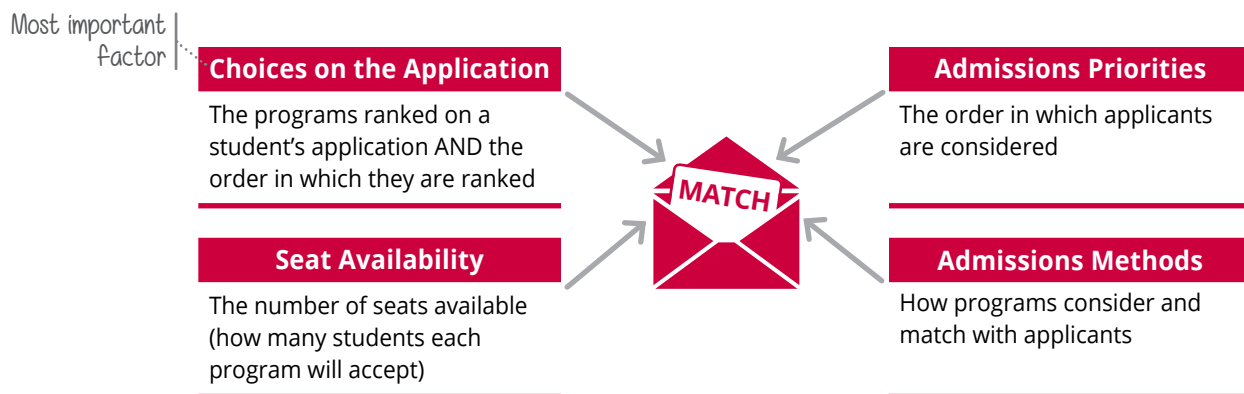 Most important
factor
Choices on the Application
The programs ranked on a
student’s application AND the
order in which they are ranked
Seat Availability
The number of seats available
(how many students each
program will accept)
MATCH
Admissions Priorities
The order in which applicants
are considered
Admissions Methods
How programs consider and
match with applicants